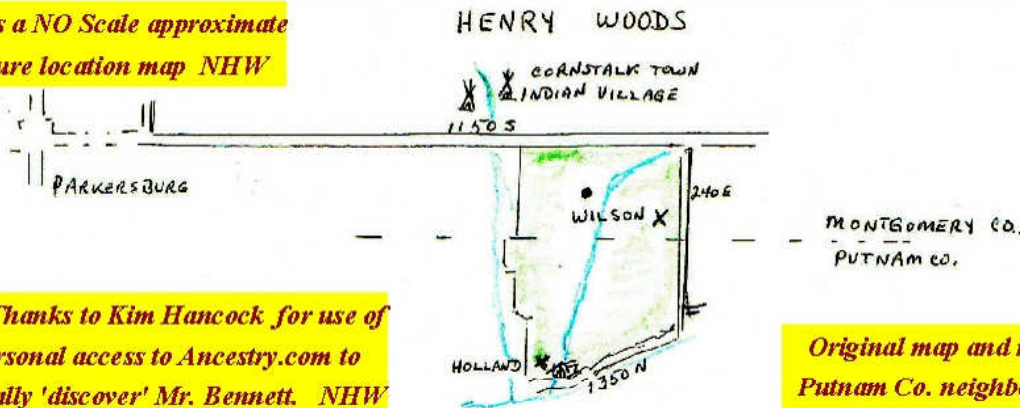 s a NO Scale approximate
ure location map NHW
HENRY WOODS
CORNSTALK TOWN
INDIAN VILLAGE
1150 S
PARKERSBURG
240 E
WILSON X
MONTGOMERY CO.
PUTNAM CO.
Thanks to Kim Hancock for use of
ersonal access to Ancestry.com to
lly 'discover' Mr. Bennett. NHW
HOLLAND X
1350 N
Original map and
Putnam Co. neighb